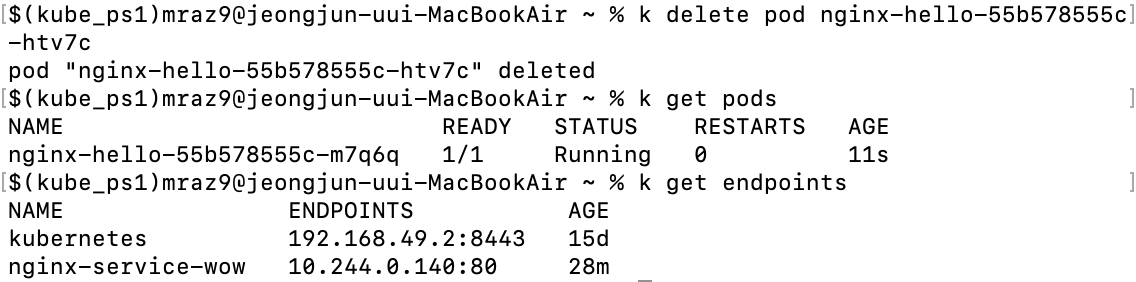 [$(kube_ps1)mraz9@jeongjun-uui-MacBookAir ~ % k delete pod nginx-hello-55b578555c]
-htv7c
pod "nginx-hello-55b578555c-htv7c" deleted
[$(kube_ps1)mraz9@jeongjun-uui-MacBookAir ~ % k get pods ]
NAME READY STATUS RESTARTS AGE
nginx-hello-55b578555c-m7q6q 1/1 Running 0 11s
[$(kube_ps1)mraz9@jeongjun-uui-MacBookAir ~ % k get endpoints ]
NAME ENDPOINTS AGE
kubernetes 192.168.49.2:8443 15d
nginx-service-wow 10.244.0.140:80 28m